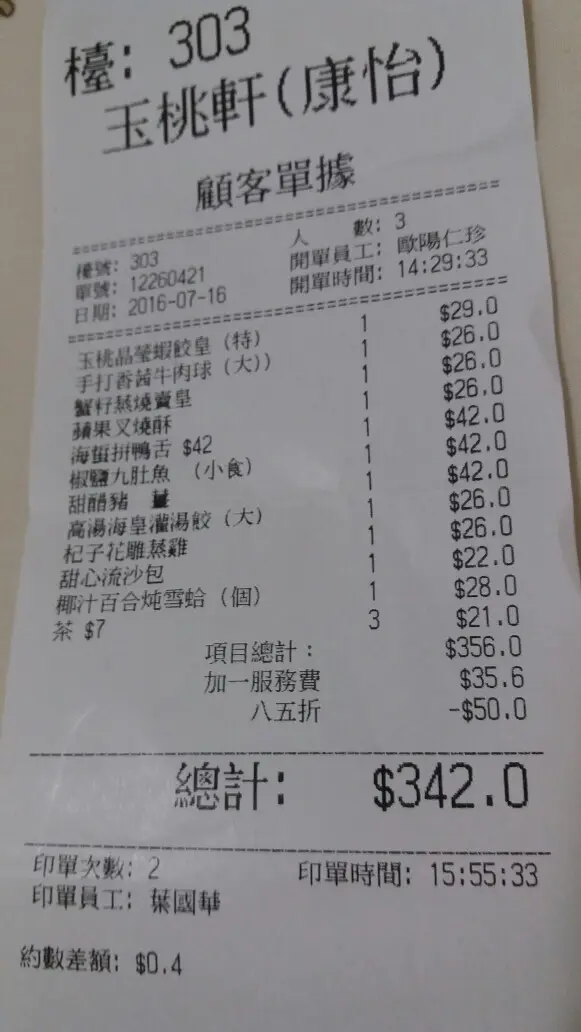 檯: 303
玉桃軒(康怡)
顧客單據
檯號: 303 人 數: 3
單號: 12260421 開單員工: 歐陽仁珍
日期: 2016-07-16 開單時間: 14:29:33
玉桃晶瑩蝦餃皇 (特) 1 $29.0
手打香茜牛肉球 (大)) 1 $26.0
蟹籽蒸燒賣皇 1 $26.0
蘋果叉燒酥 1 $26.0
海蜇拼鴨舌 $42 1 $42.0
椒鹽九肚魚 (小食) 1 $42.0
甜醋豬 1 $42.0
高湯海皇灌湯餃 (大) 1 $26.0
杞子花雕蒸雞 1 $26.0
甜心流沙包 1 $22.0
椰汁百合炖雪蛤 (個) 1 $28.0
茶 $7 3 $21.0
項目總計: $356.0
加一服務費 $35.6
八五折 -$50.0
總計: $342.0
印單次數: 2 印單時間: 15:55:33
印單員工: 葉國華
約數差額: $0.4